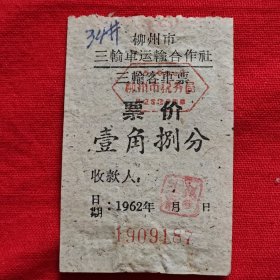 柳州市
三輪車运輸合作社
三輪客車票
柳州市税务局
票价
壹角捌分
收款人
日期：1962年 月 日
1909187